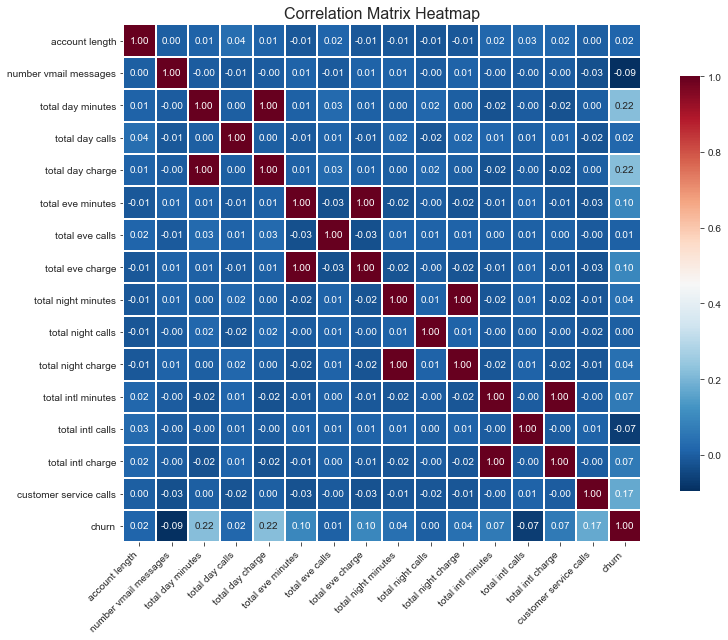 Correlation Matrix Heatmap
account length 1.00 0.00 0.01 0.04 0.01 -0.01 0.02 -0.01 -0.01 -0.01 -0.01 0.02 0.03 0.02 0.00 0.02
number vmail messages 0.00 1.00 -0.00 -0.01 -0.00 0.01 -0.01 0.01 0.01 -0.00 0.01 -0.00 0.00 -0.00 -0.03 -0.09
total day minutes 0.01 -0.00 1.00 0.00 1.00 0.01 0.03 0.01 0.00 0.02 0.00 -0.02 -0.00 -0.02 0.00 0.22
total day calls 0.04 -0.01 0.00 1.00 0.00 -0.01 0.01 -0.01 0.02 -0.02 0.02 0.01 0.01 0.01 -0.02 0.02
total day charge 0.01 -0.00 1.00 0.00 1.00 0.01 0.03 0.01 0.00 0.02 0.00 -0.02 -0.01 -0.02 0.00 0.22
total eve minutes -0.01 0.01 0.01 -0.01 0.01 1.00 -0.03 1.00 -0.02 -0.00 -0.02 -0.01 0.01 -0.01 -0.03 0.10
total eve calls 0.02 -0.01 0.03 0.01 0.03 -0.03 1.00 -0.03 0.01 0.01 0.01 0.00 0.01 0.00 -0.00 0.01
total eve charge -0.01 0.01 0.01 -0.01 0.01 1.00 -0.03 1.00 -0.02 -0.00 -0.02 -0.01 0.01 -0.01 -0.03 0.10
total night minutes -0.01 0.01 0.00 0.02 0.00 -0.02 0.01 -0.02 1.00 0.01 1.00 -0.02 0.01 -0.02 -0.01 0.04
total night calls -0.01 -0.00 0.02 -0.02 0.02 -0.00 0.01 -0.00 0.01 1.00 0.01 -0.00 0.00 -0.00 -0.02 0.00
total night charge -0.01 0.01 0.00 0.02 0.00 -0.02 0.01 -0.02 1.00 0.01 1.00 -0.02 0.01 -0.02 -0.01 0.04
total intl minutes 0.02 -0.00 -0.02 0.01 -0.02 -0.01 0.00 -0.01 -0.02 -0.00 -0.02 1.00 -0.00 1.00 -0.00 0.07
total intl calls 0.03 -0.00 -0.00 0.01 -0.00 0.01 0.01 0.01 0.01 0.00 0.01 -0.00 1.00 -0.00 0.01 -0.07
total intl charge 0.02 -0.00 -0.02 0.01 -0.02 -0.01 0.00 -0.01 -0.02 -0.00 -0.02 1.00 -0.00 1.00 -0.00 0.07
customer service calls 0.00 -0.03 0.00 -0.02 0.00 -0.03 -0.00 -0.03 -0.01 -0.02 -0.01 -0.00 0.01 -0.00 1.00 0.17
churn 0.02 -0.09 0.22 0.02 0.22 0.10 0.01 0.10 0.04 0.00 0.04 0.07 -0.07 0.07 0.17 1.00
account length
number vmail messages
total day minutes
total day calls
total day charge
total eve minutes
total eve calls
total eve charge
total night minutes
total night calls
total night charge
total intl minutes
total intl calls
total intl charge
customer service calls
churn
1.0
0.8
0.6
0.4
0.2
0.0